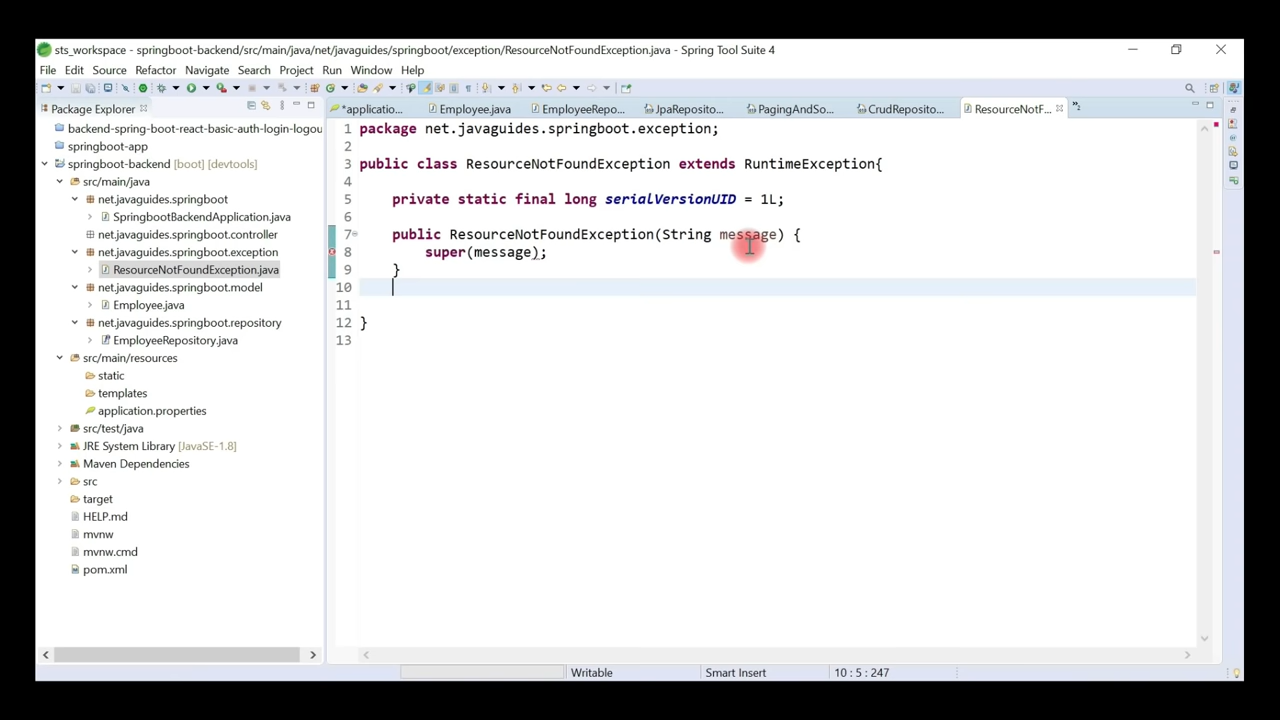 sts_workspace - springboot-backend/src/main/java/net/javaguides/springboot/exception/ResourceNotFoundException.java - Spring Tool Suite 4
File Edit Source Refactor Navigate Search Project Run Window Help
Package Explorer
*applicatio... Employee.java EmployeeRepo... JpaReposito... PagingAndSo... CrudReposito... ResourceNotF... »2
backend-spring-boot-react-basic-auth-login-logou
springboot-app
springboot-backend [boot] [devtools]
src/main/java
net.javaguides.springboot
SpringbootBackendApplication.java
net.javaguides.springboot.controller
net.javaguides.springboot.exception
ResourceNotFoundException.java
net.javaguides.springboot.model
Employee.java
net.javaguides.springboot.repository
EmployeeRepository.java
src/main/resources
static
templates
application.properties
src/test/java
JRE System Library [JavaSE-1.8]
Maven Dependencies
src
target
HELP.md
mvnw
mvnw.cmd
pom.xml
1 package net.javaguides.springboot.exception;
2
3 public class ResourceNotFoundException extends RuntimeException{
4
5 private static final long serialVersionUID = 1L;
6
7 public ResourceNotFoundException(String message) {
8 super(message);
9 }
10
11
12 }
13
Writable Smart Insert 10 : 5 : 247